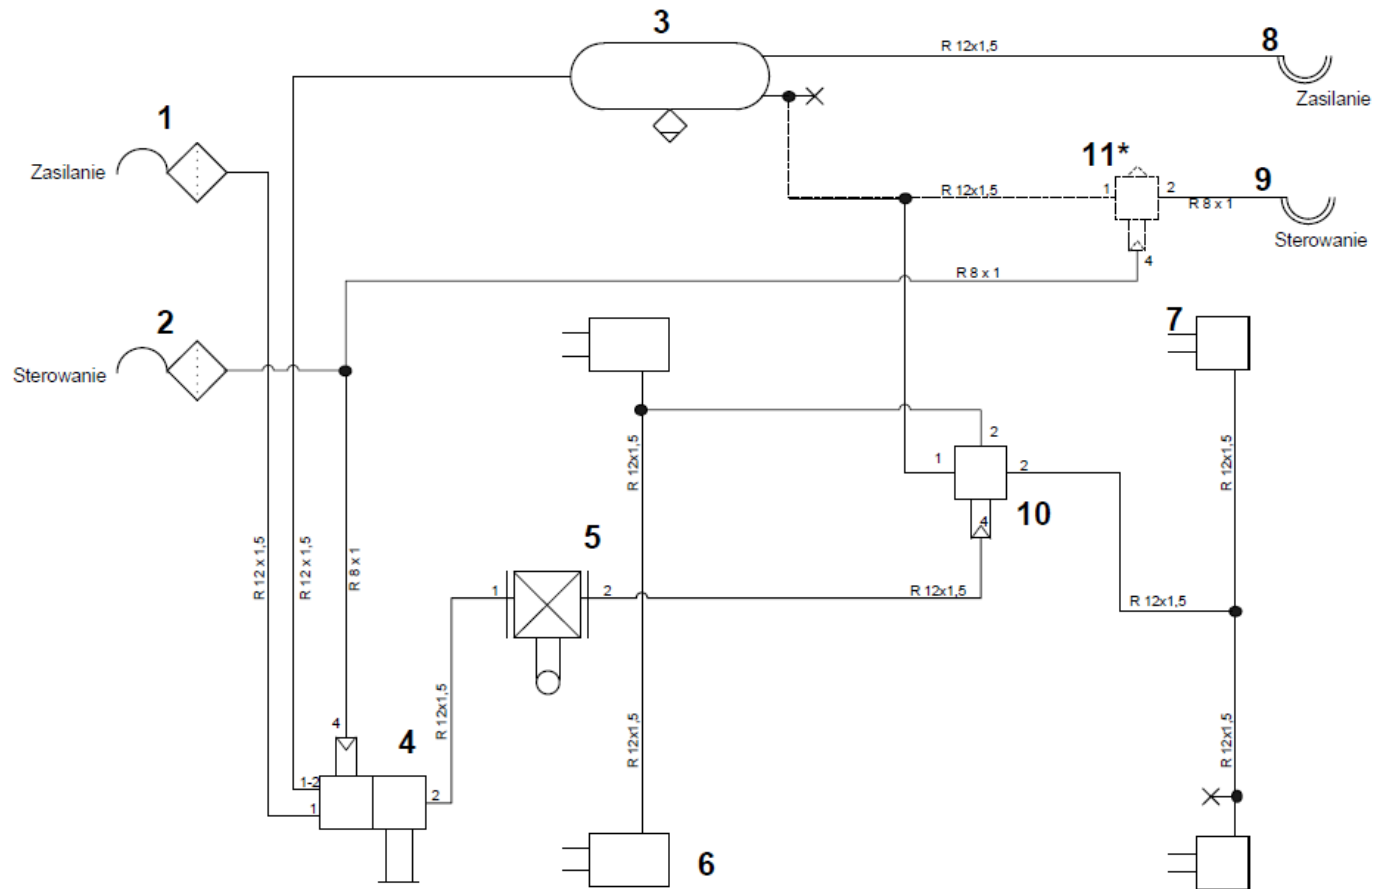 3
R 12x1,5
8
Zasilanie
1
Zasilanie
11*
1
R 12x1,5
2
R 8 x 1
9
Sterowanie
4
R 8 x 1
2
Sterowanie
7
2
1
2
10
4
R 12x1,5
R 12x1,5
5
1
2
R 12x1,5
R 12x1,5
R 12 x 1,5
R 12 x 1,5
R 8 x 1
R 12x1,5
R 12x1,5
R 12x1,5
4
4
1-2
1
2
6